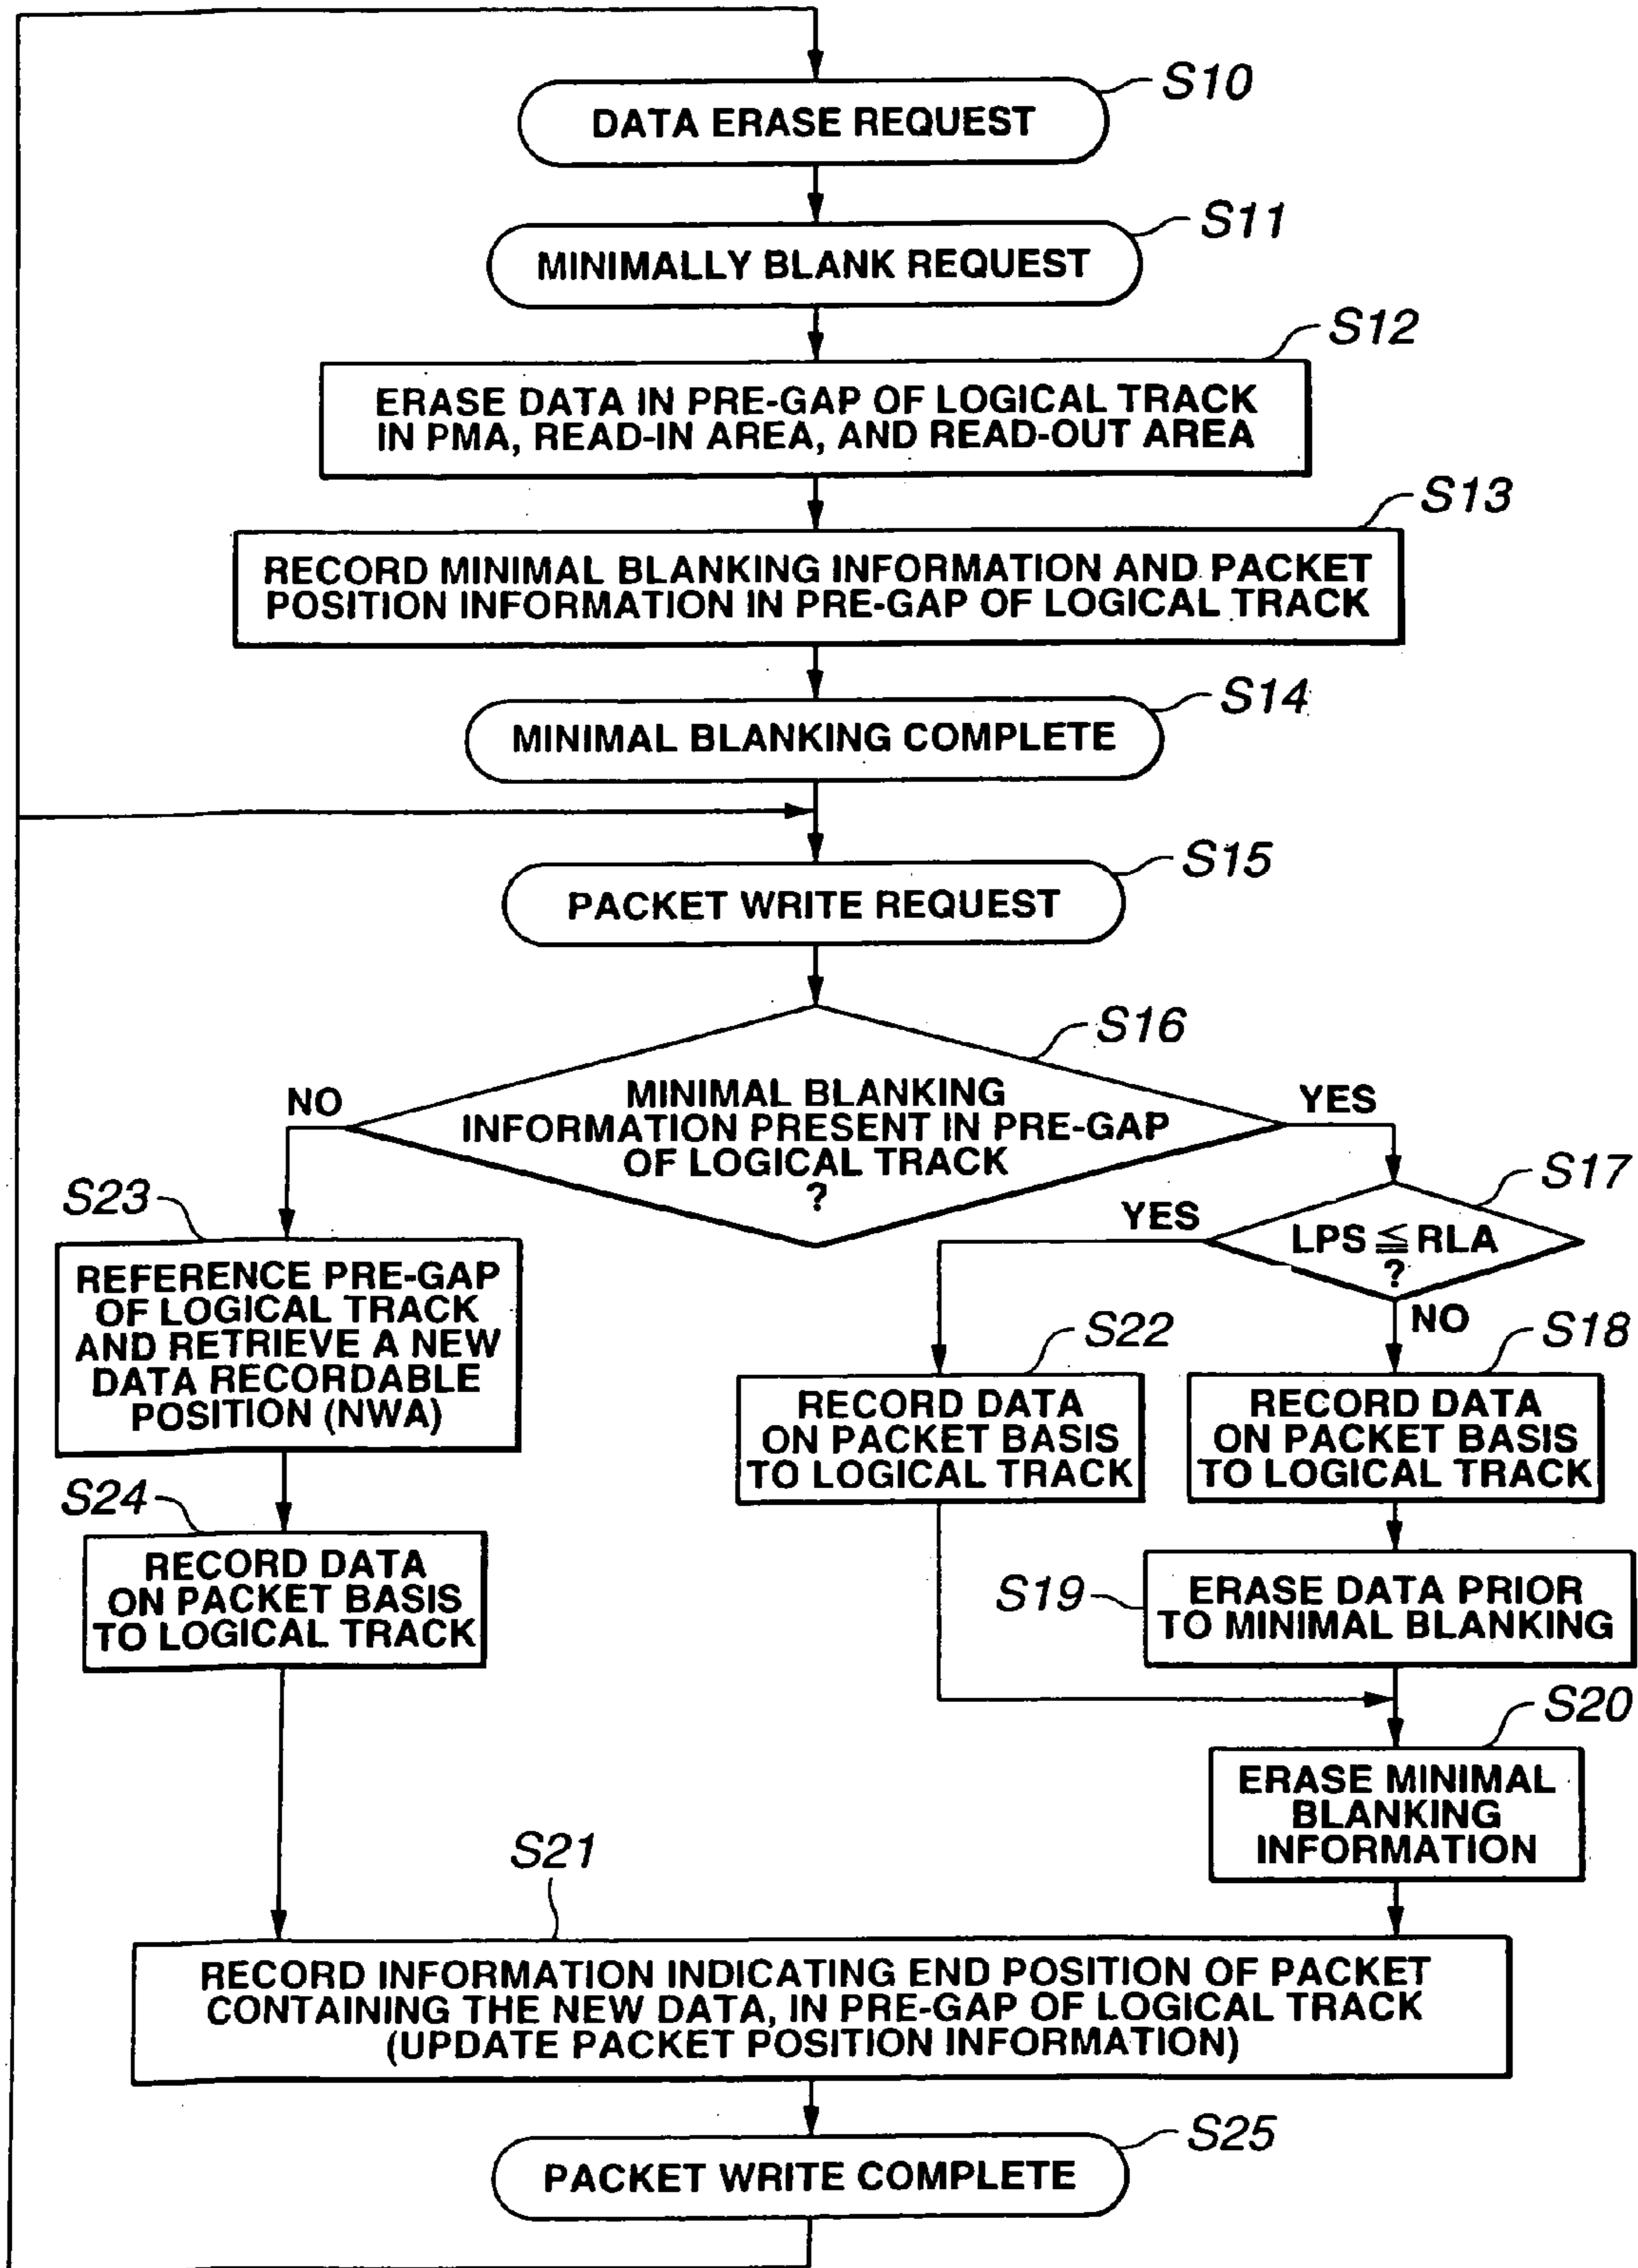 S10
DATA ERASE REQUEST
S11
MINIMALLY BLANK REQUEST
S12
ERASE DATA IN PRE-GAP OF LOGICAL TRACK
IN PMA, READ-IN AREA, AND READ-OUT AREA
S13
RECORD MINIMAL BLANKING INFORMATION AND PACKET
POSITION INFORMATION IN PRE-GAP OF LOGICAL TRACK
S14
MINIMAL BLANKING COMPLETE
S15
PACKET WRITE REQUEST
S16
MINIMAL BLANKING
INFORMATION PRESENT IN PRE-GAP
OF LOGICAL TRACK
?
NO
YES
S17
LPS ≦ RLA
?
YES
NO
S23
REFERENCE PRE-GAP
OF LOGICAL TRACK
AND RETRIEVE A NEW
DATA RECORDABLE
POSITION (NWA)
S22
RECORD DATA
ON PACKET BASIS
TO LOGICAL TRACK
S18
RECORD DATA
ON PACKET BASIS
TO LOGICAL TRACK
S24
RECORD DATA
ON PACKET BASIS
TO LOGICAL TRACK
S19
ERASE DATA PRIOR
TO MINIMAL BLANKING
S20
ERASE MINIMAL
BLANKING
INFORMATION
S21
RECORD INFORMATION INDICATING END POSITION OF PACKET
CONTAINING THE NEW DATA, IN PRE-GAP OF LOGICAL TRACK
(UPDATE PACKET POSITION INFORMATION)
S25
PACKET WRITE COMPLETE